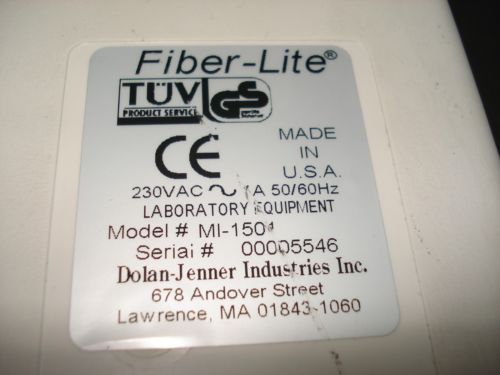 Fiber-Lite®
TÜV
PRODUCT SERVICE
GS
CE
MADE
IN
U.S.A.
230VAC ~ 1A 50/60Hz
LABORATORY EQUIPMENT
Model # MI-150
Serial # 00005546
Dolan-Jenner Industries Inc.
678 Andover Street
Lawrence, MA 01843-1060